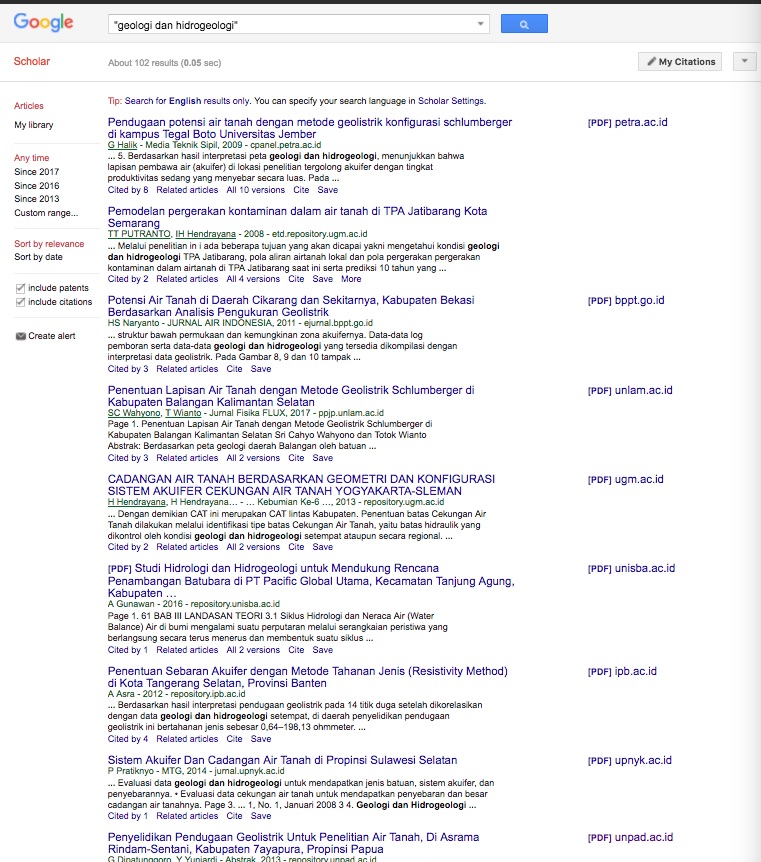 Google
"geologi dan hidrogeologi"
Scholar
About 102 results (0.05 sec)
My Citations
Articles
My library
Any time
Since 2017
Since 2016
Since 2013
Custom range...
Sort by relevance
Sort by date
include patents
include citations
Create alert
Tip: Search for English results only. You can specify your search language in Scholar Settings.
Pendugaan potensi air tanah dengan metode geolistrik konfigurasi schlumberger
di kampus Tegal Boto Universitas Jember
G Halik - Media Teknik Sipil, 2009 - cpanel.petra.ac.id
... 5. Berdasarkan hasil interpretasi peta geologi dan hidrogeologi, menunjukkan bahwa
lapisan pembawa air (akuifer) di lokasi penelitian tergolong akuifer dengan tingkat
produktivitas sedang yang menyebar secara luas. Pada ...
Cited by 8 Related articles All 10 versions Cite Save
[PDF] petra.ac.id
Pemodelan pergerakan kontaminan dalam air tanah di TPA Jatibarang Kota
Semarang
TT PUTRANTO, IH Hendrayana - 2008 - etd.repository.ugm.ac.id
... Melalui penelitian in i ada beberapa tujuan yang akan dicapai yakni mengetahui kondisi geologi
dan hidrogeologi TPA Jatibarang, pola aliran airtanah lokal dan pola pergerakan pergerakan
kontaminan dalam airtanah di TPA Jatibarang saat ini serta prediksi 10 tahun yang ...
Cited by 2 Related articles All 4 versions Cite Save More
Potensi Air Tanah di Daerah Cikarang dan Sekitarnya, Kabupaten Bekasi
Berdasarkan Analisis Pengukuran Geolistrik
HS Naryanto - JURNAL AIR INDONESIA, 2011 - ejurnal.bppt.go.id
... struktur bawah permukaan dan kemungkinan zona akuifernya. Data-data log
pemboran serta data-data geologi dan hidrogeologi yang tersedia dikompilasi dengan
interpretasi data geolistrik. Pada Gambar 8, 9 dan 10 tampak ...
Cited by 3 Related articles Cite Save
[PDF] bppt.go.id
Penentuan Lapisan Air Tanah dengan Metode Geolistrik Schlumberger di
Kabupaten Balangan Kalimantan Selatan
SC Wahyono, T Wianto - Jurnal Fisika FLUX, 2017 - ppjp.unlam.ac.id
Page 1. Penentuan Lapisan Air Tanah dengan Metode Geolistrik Schlumberger di
Kabupaten Balangan Kalimantan Selatan Sri Cahyo Wahyono dan Totok Wianto
Abstrak: Berdasarkan peta geologi daerah Balangan oleh batuan ...
Cited by 3 Related articles All 2 versions Cite Save
[PDF] unlam.ac.id
CADANGAN AIR TANAH BERDASARKAN GEOMETRI DAN KONFIGURASI
SISTEM AKUIFER CEKUNGAN AIR TANAH YOGYAKARTA-SLEMAN
H Hendrayana, H Hendrayana... - ... Kebumian Ke-6 ..., 2013 - repository.ugm.ac.id
... Dengan demikian CAT ini merupakan CAT lintas Kabupaten. Penentuan batas Cekungan Air
Tanah dilakukan melalui identifikasi tipe batas Cekungan Air Tanah, yaitu batas hidraulik yang
dikontrol oleh kondisi geologi dan hidrogeologi setempat ataupun secara regional. ...
Cited by 2 Related articles All 2 versions Cite Save
[PDF] ugm.ac.id
[PDF] Studi Hidrologi dan Hidrogeologi untuk Mendukung Rencana
Penambangan Batubara di PT Pacific Global Utama, Kecamatan Tanjung Agung,
Kabupaten ...
A Gunawan - 2016 - repository.unisba.ac.id
Page 1. 61 BAB III LANDASAN TEORI 3.1 Siklus Hidrologi dan Neraca Air (Water
Balance) Air di bumi mengalami suatu perputaran melalui serangkaian peristiwa yang
berlangsung secara terus menerus dan membentuk suatu siklus ...
Cited by 1 Related articles All 2 versions Cite Save
[PDF] unisba.ac.id
Penentuan Sebaran Akuifer dengan Metode Tahanan Jenis (Resistivity Method)
di Kota Tangerang Selatan, Provinsi Banten
A Asra - 2012 - repository.ipb.ac.id
... Berdasarkan hasil interpretasi pendugaan geolistrik pada 14 titik duga setelah dikorelasikan
dengan data geologi dan hidrogeologi setempat, di daerah penyelidikan pendugaan
geolistrik ini bertahanan jenis sebesar 0,64–198,13 ohmmeter. ...
Cited by 4 Related articles Cite Save
[PDF] ipb.ac.id
Sistem Akuifer Dan Cadangan Air Tanah di Propinsi Sulawesi Selatan
P Pratiknyo - MTG, 2014 - jurnal.upnyk.ac.id
... Evaluasi data geologi dan hidrogeologi untuk mendapatkan jenis batuan, sistem akuifer, dan
penyebarannya. • Evaluasi data cekungan air tanah untuk mendapatkan penyebaran dan besar
cadangan air tanahnya. Page 3. ... 1, No. 1, Januari 2008 3 4. Geologi dan Hidrogeologi ...
Cited by 1 Related articles Cite Save
[PDF] upnyk.ac.id
Penyelidikan Pendugaan Geolistrik Untuk Penelitian Air Tanah, Di Asrama
Rindam-Sentani, Kabupaten 7ayapura, Propinsi Papua
G Dipatunggoro, Y Yuniardi - Abstrak, 2013 - repository.unpad.ac.id
[PDF] unpad.ac.id